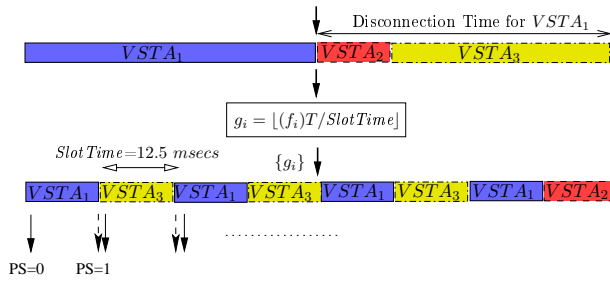 Disconnection Time for VSTA₁
VSTA₁ VSTA₂ VSTA₃
gᵢ = ⌊(fᵢ)T/SlotTime⌋
SlotTime=12.5 msecs
{gᵢ}
VSTA₁ VSTA₃ VSTA₁ VSTA₃ VSTA₁ VSTA₃ VSTA₁ VSTA₂
....................
PS=0 PS=1